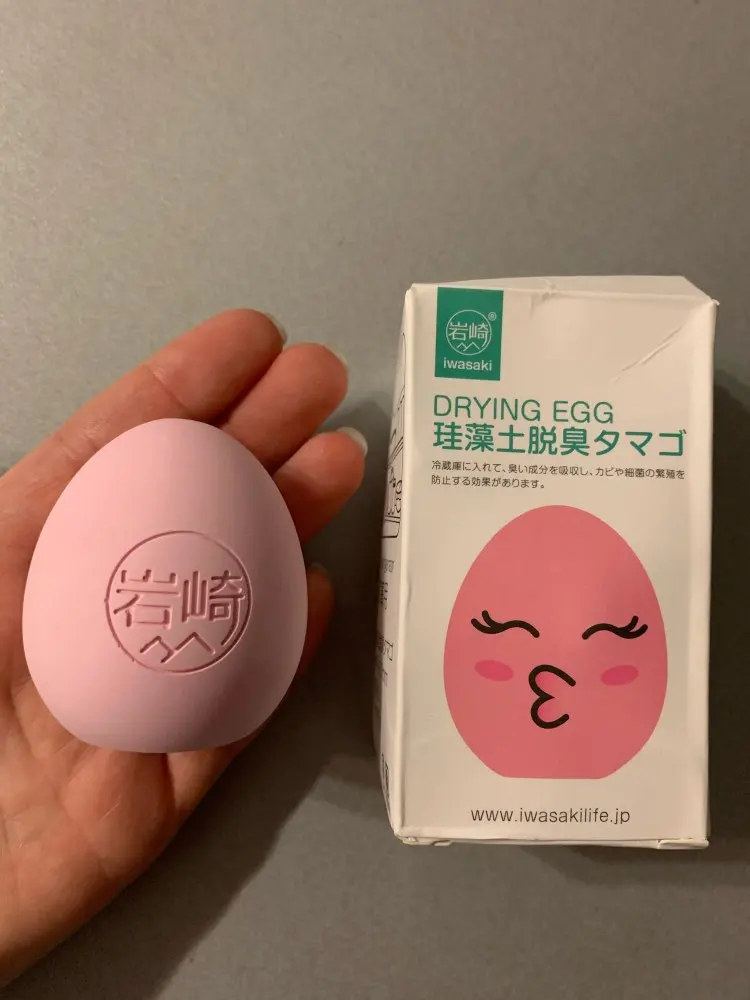 岩崎
岩崎®
iwasaki
DRYING EGG
珪藻土脱臭タマゴ
冷蔵庫に入れて、臭い成分を吸収し、カビや細菌の繁殖を
防止する効果があります。
www.iwasakilife.jp